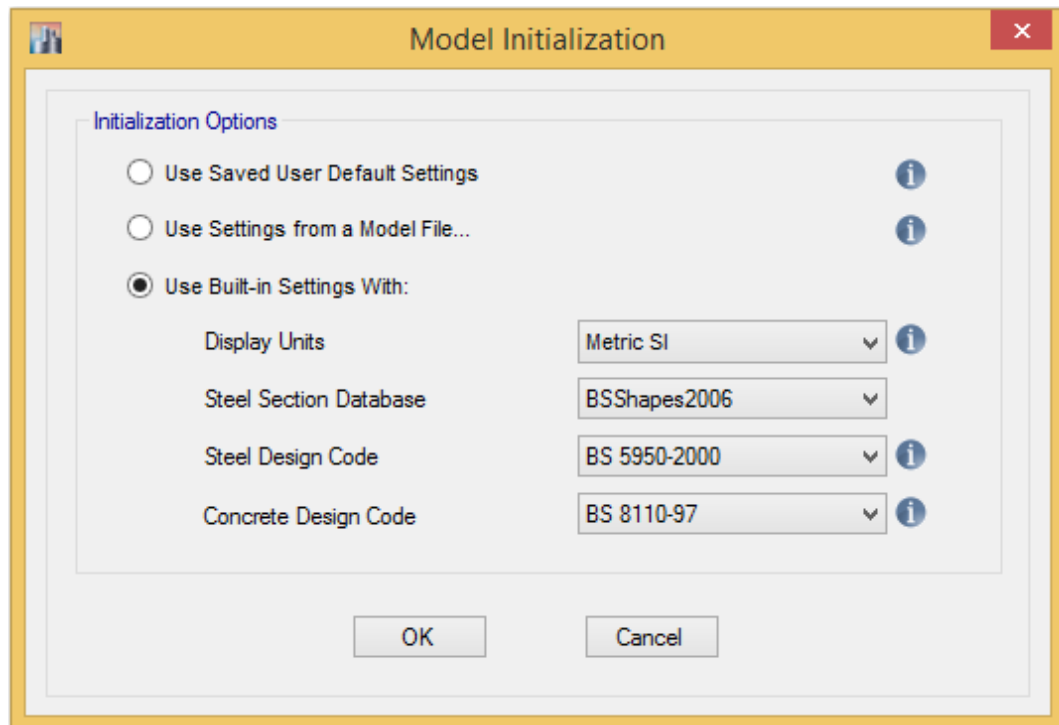 Model Initialization
Initialization Options
Use Saved User Default Settings
Use Settings from a Model File...
Use Built-in Settings With:
Display Units Metric SI
Steel Section Database BSShapes2006
Steel Design Code BS 5950-2000
Concrete Design Code BS 8110-97
OK Cancel